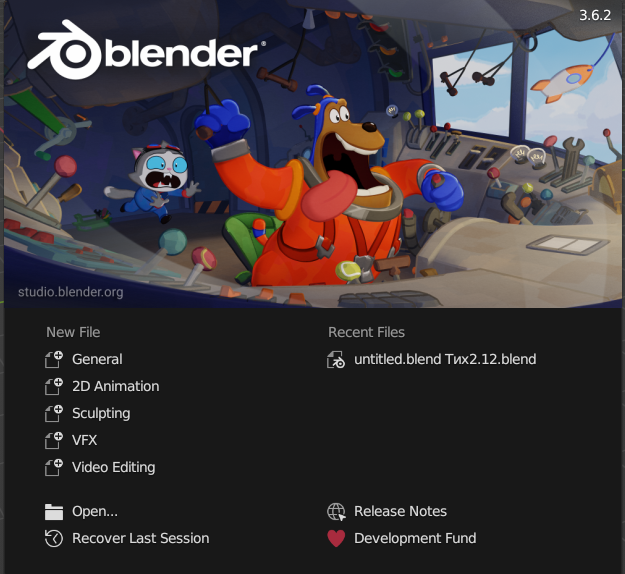 3.6.2
blender®
studio.blender.org
New File
General
2D Animation
Sculpting
VFX
Video Editing
Open...
Recover Last Session
Recent Files
untitled.blend Тих2.12.blend
Release Notes
Development Fund